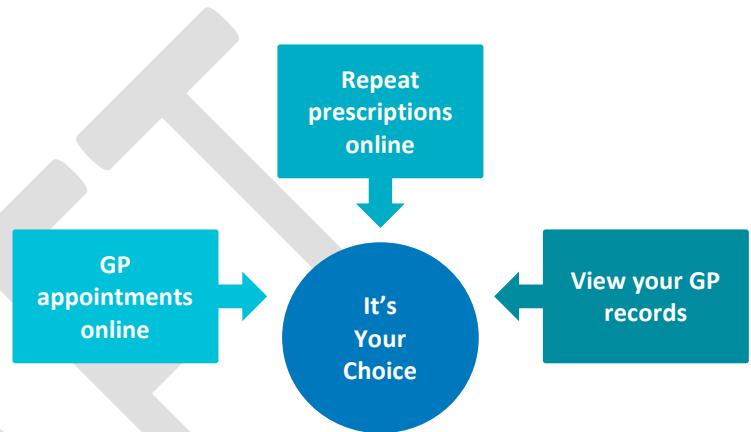 Repeat
prescriptions
online
GP
appointments
online
It’s
Your
Choice
View your GP
records